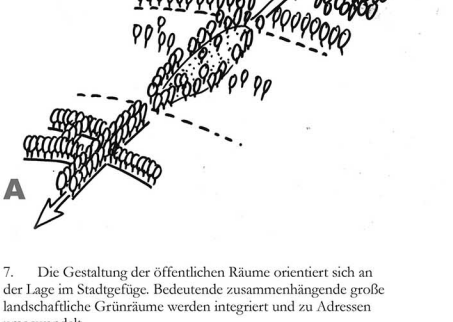 A
7. Die Gestaltung der öffentlichen Räume orientiert sich an
der Lage im Stadtgefüge. Bedeutende zusammenhängende große
landschaftliche Grünräume werden integriert und zu Adressen